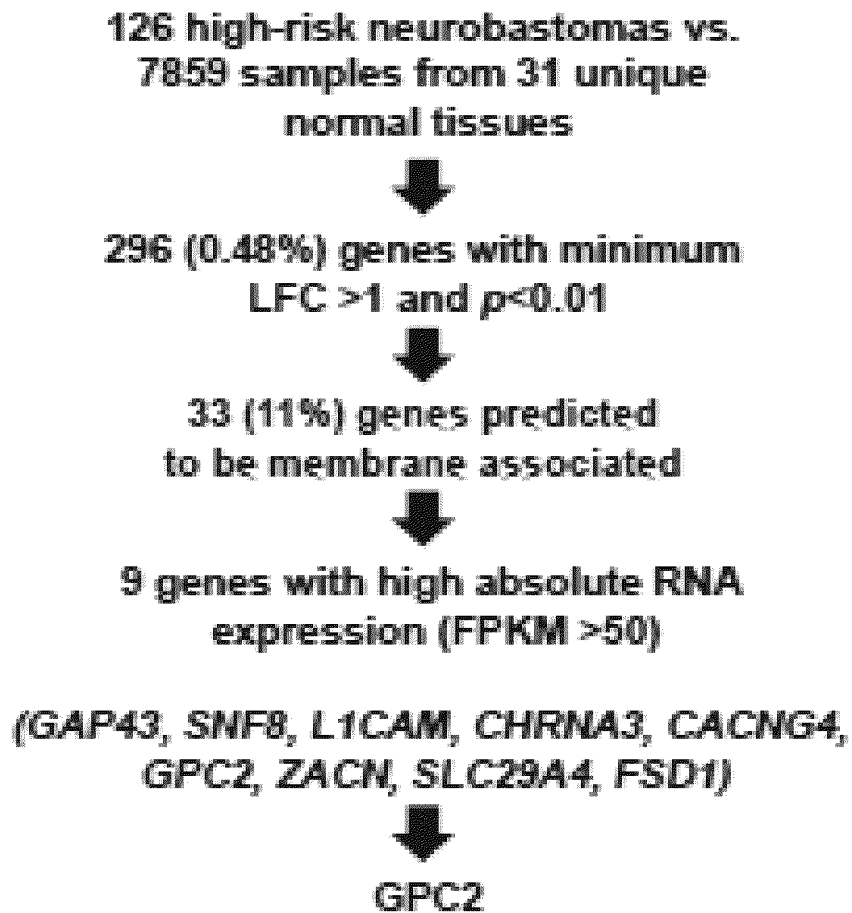 126 high-risk neurobastomas vs.
7859 samples from 31 unique
normal tissues
296 (0.48%) genes with minimum
LFC >1 and p<0.01
33 (11%) genes predicted
to be membrane associated
9 genes with high absolute RNA
expression (FPKM >50)
(GAP43, SNF8, L1CAM, CHRNA3, CACNG4,
GPC2, ZACN, SLC29A4, FSD1)
GPC2